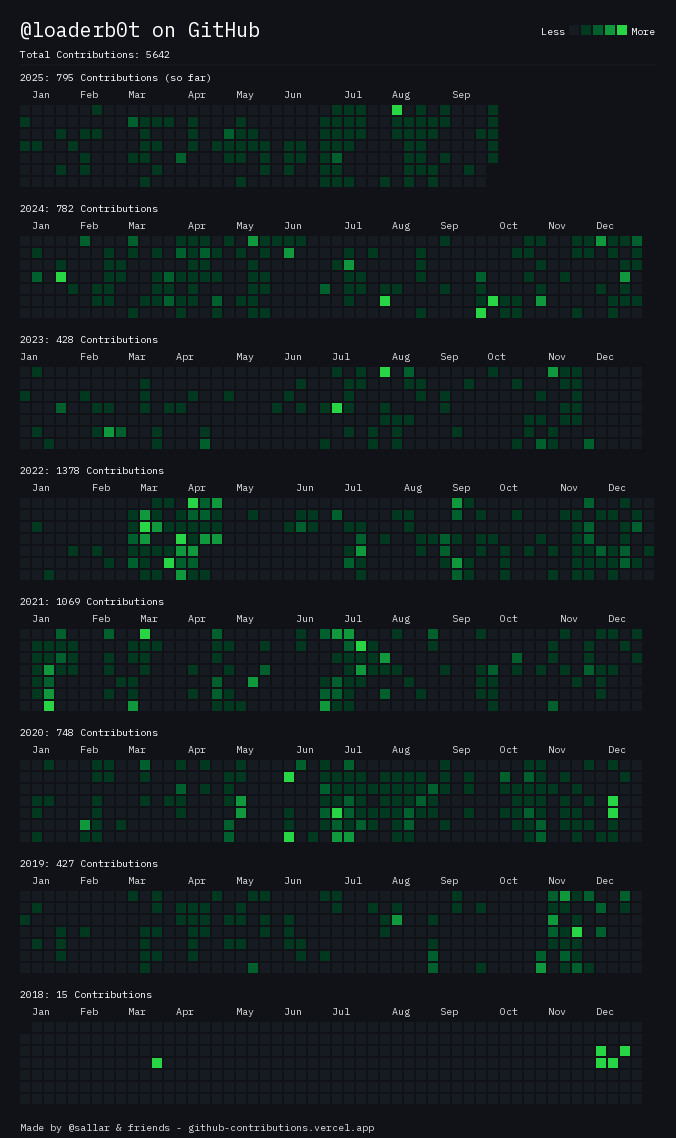 @loaderb0t on GitHub
Less More
Total Contributions: 5642
2025: 795 Contributions (so far)
Jan Feb Mar Apr May Jun Jul Aug Sep
2024: 782 Contributions
Jan Feb Mar Apr May Jun Jul Aug Sep Oct Nov Dec
2023: 428 Contributions
Jan Feb Mar Apr May Jun Jul Aug Sep Oct Nov Dec
2022: 1378 Contributions
Jan Feb Mar Apr May Jun Jul Aug Sep Oct Nov Dec
2021: 1069 Contributions
Jan Feb Mar Apr May Jun Jul Aug Sep Oct Nov Dec
2020: 748 Contributions
Jan Feb Mar Apr May Jun Jul Aug Sep Oct Nov Dec
2019: 427 Contributions
Jan Feb Mar Apr May Jun Jul Aug Sep Oct Nov Dec
2018: 15 Contributions
Jan Feb Mar Apr May Jun Jul Aug Sep Oct Nov Dec
Made by @sallar & friends - github-contributions.vercel.app